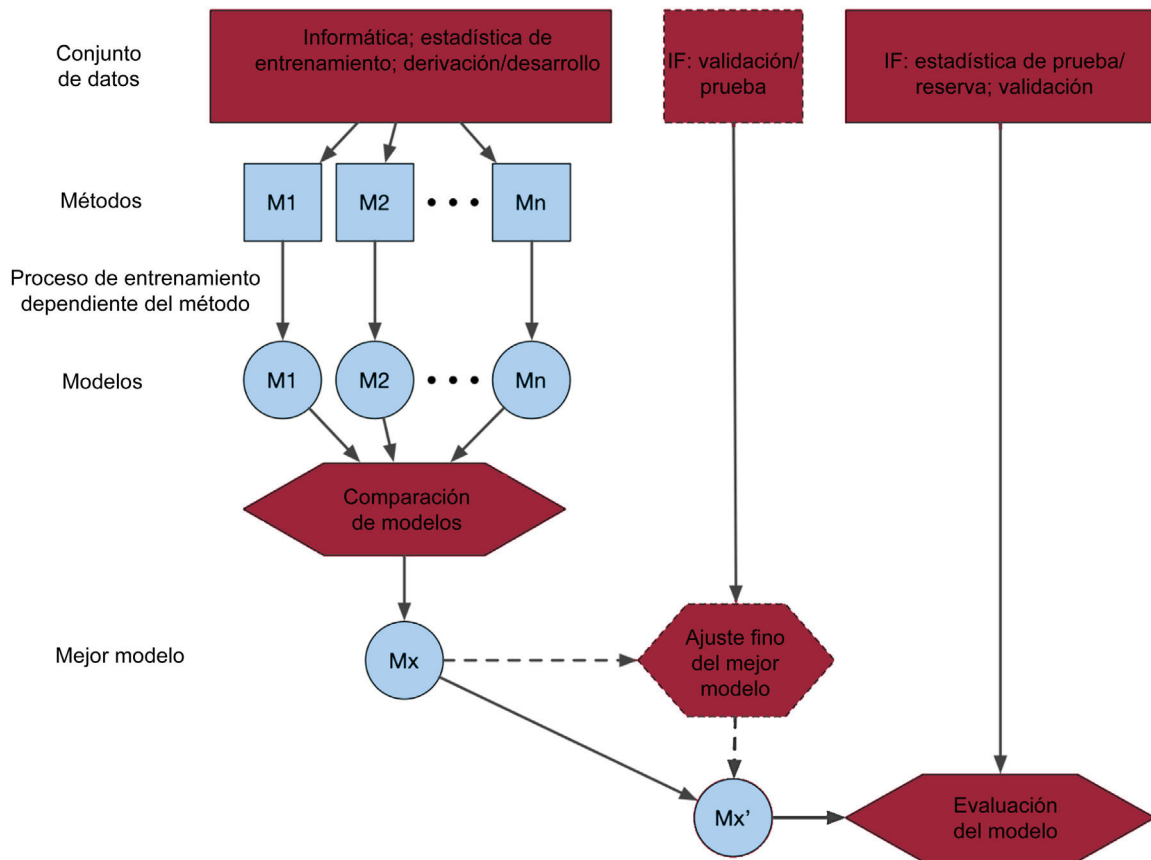 Conjunto
de datos
Informática; estadística de
entrenamiento; derivación/desarrollo
IF: validación/
prueba
IF: estadística de prueba/
reserva; validación
Métodos
M1
M2
• • •
Mn
Proceso de entrenamiento
dependiente del método
Modelos
M1
M2
• • •
Mn
Comparación
de modelos
Mejor modelo
Mx
Ajuste fino
del mejor
modelo
Mx’
Evaluación
del modelo